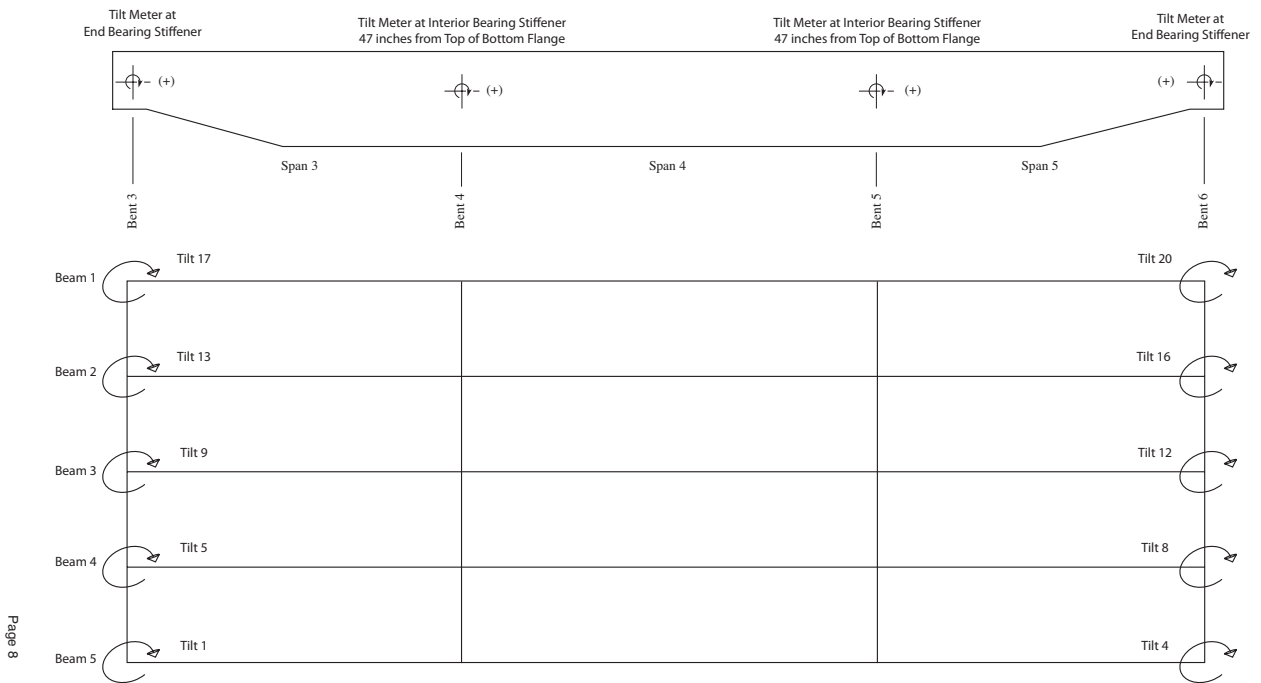 Tilt Meter at
End Bearing Stiffener
Tilt Meter at Interior Bearing Stiffener
47 inches from Top of Bottom Flange
Tilt Meter at Interior Bearing Stiffener
47 inches from Top of Bottom Flange
Tilt Meter at
End Bearing Stiffener
(+)
(+)
(+)
(+)
Span 3
Span 4
Span 5
Bent 3
Bent 4
Bent 5
Bent 6
Beam 1
Tilt 17
Tilt 20
Beam 2
Tilt 13
Tilt 16
Beam 3
Tilt 9
Tilt 12
Beam 4
Tilt 5
Tilt 8
Beam 5
Tilt 1
Tilt 4
Page 8